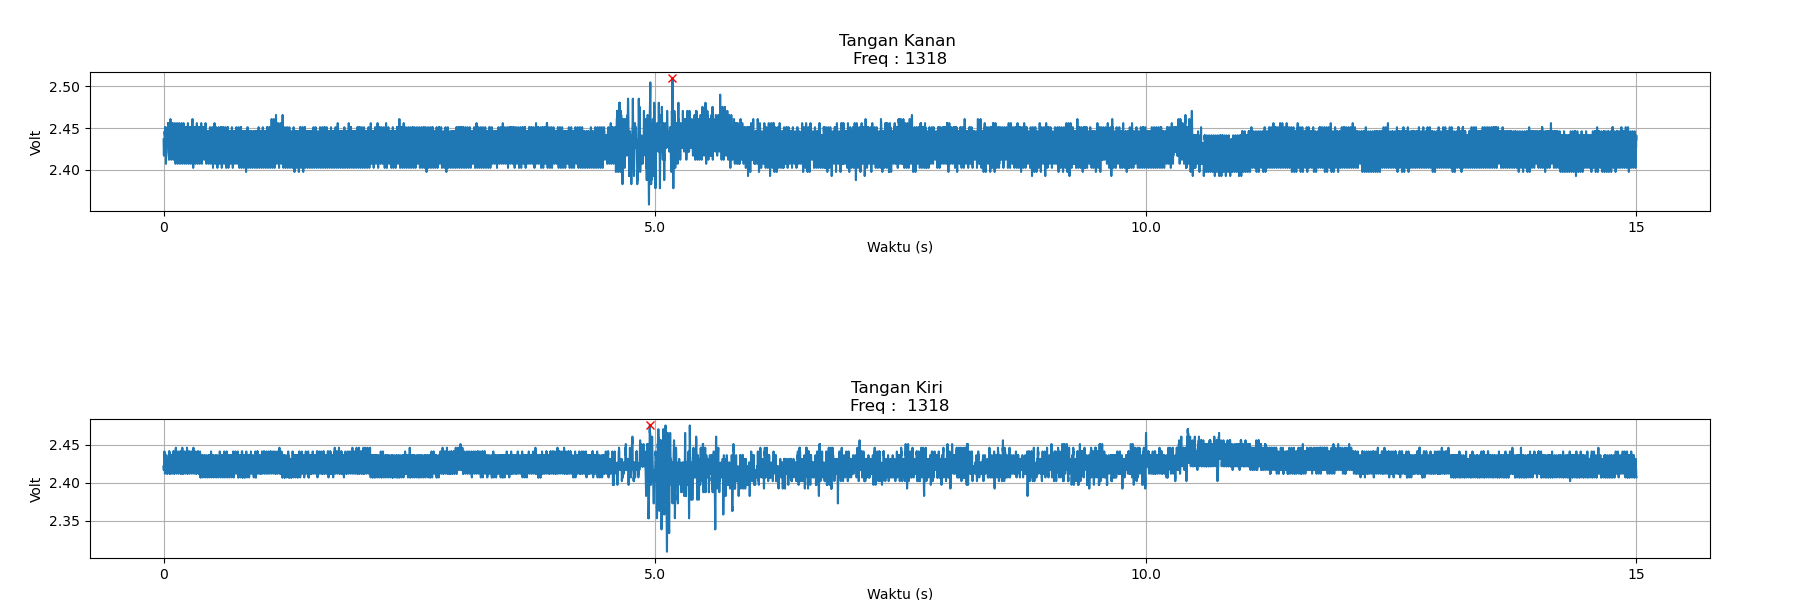 Tangan Kanan
Freq : 1318
2.50
2.45
2.40
Volt
0 5.0 10.0 15
Waktu (s)
Tangan Kiri
Freq :  1318
2.45
2.40
2.35
Volt
0 5.0 10.0 15
Waktu (s)